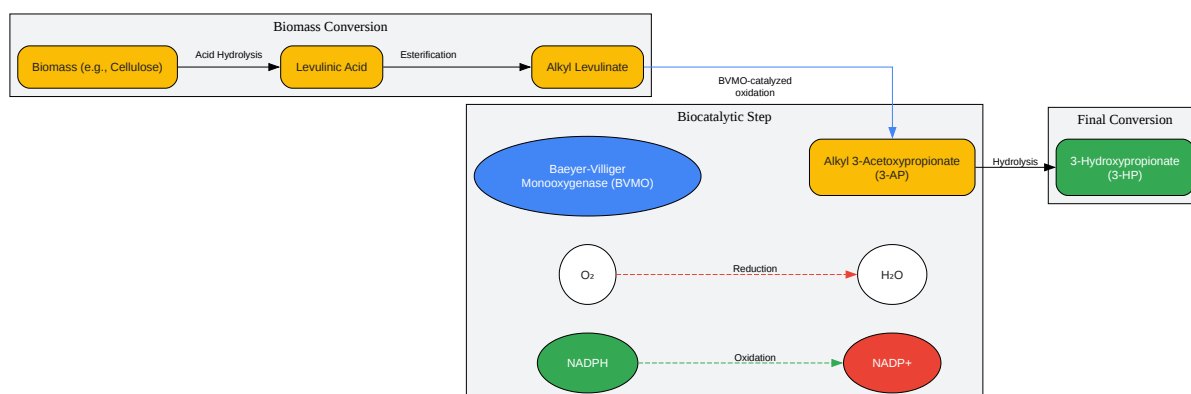 Biomass Conversion
Biomass (e.g., Cellulose)
Acid Hydrolysis
Levulinic Acid
Esterification
Alkyl Levulinate
BVMO-catalyzed
oxidation
Biocatalytic Step
Baeyer-Villiger
Monooxygenase (BVMO)
Alkyl 3-Acetoxypropionate
(3-AP)
Hydrolysis
Final Conversion
3-Hydroxypropionate
(3-HP)
O₂
Reduction
H₂O
NADPH
Oxidation
NADP+